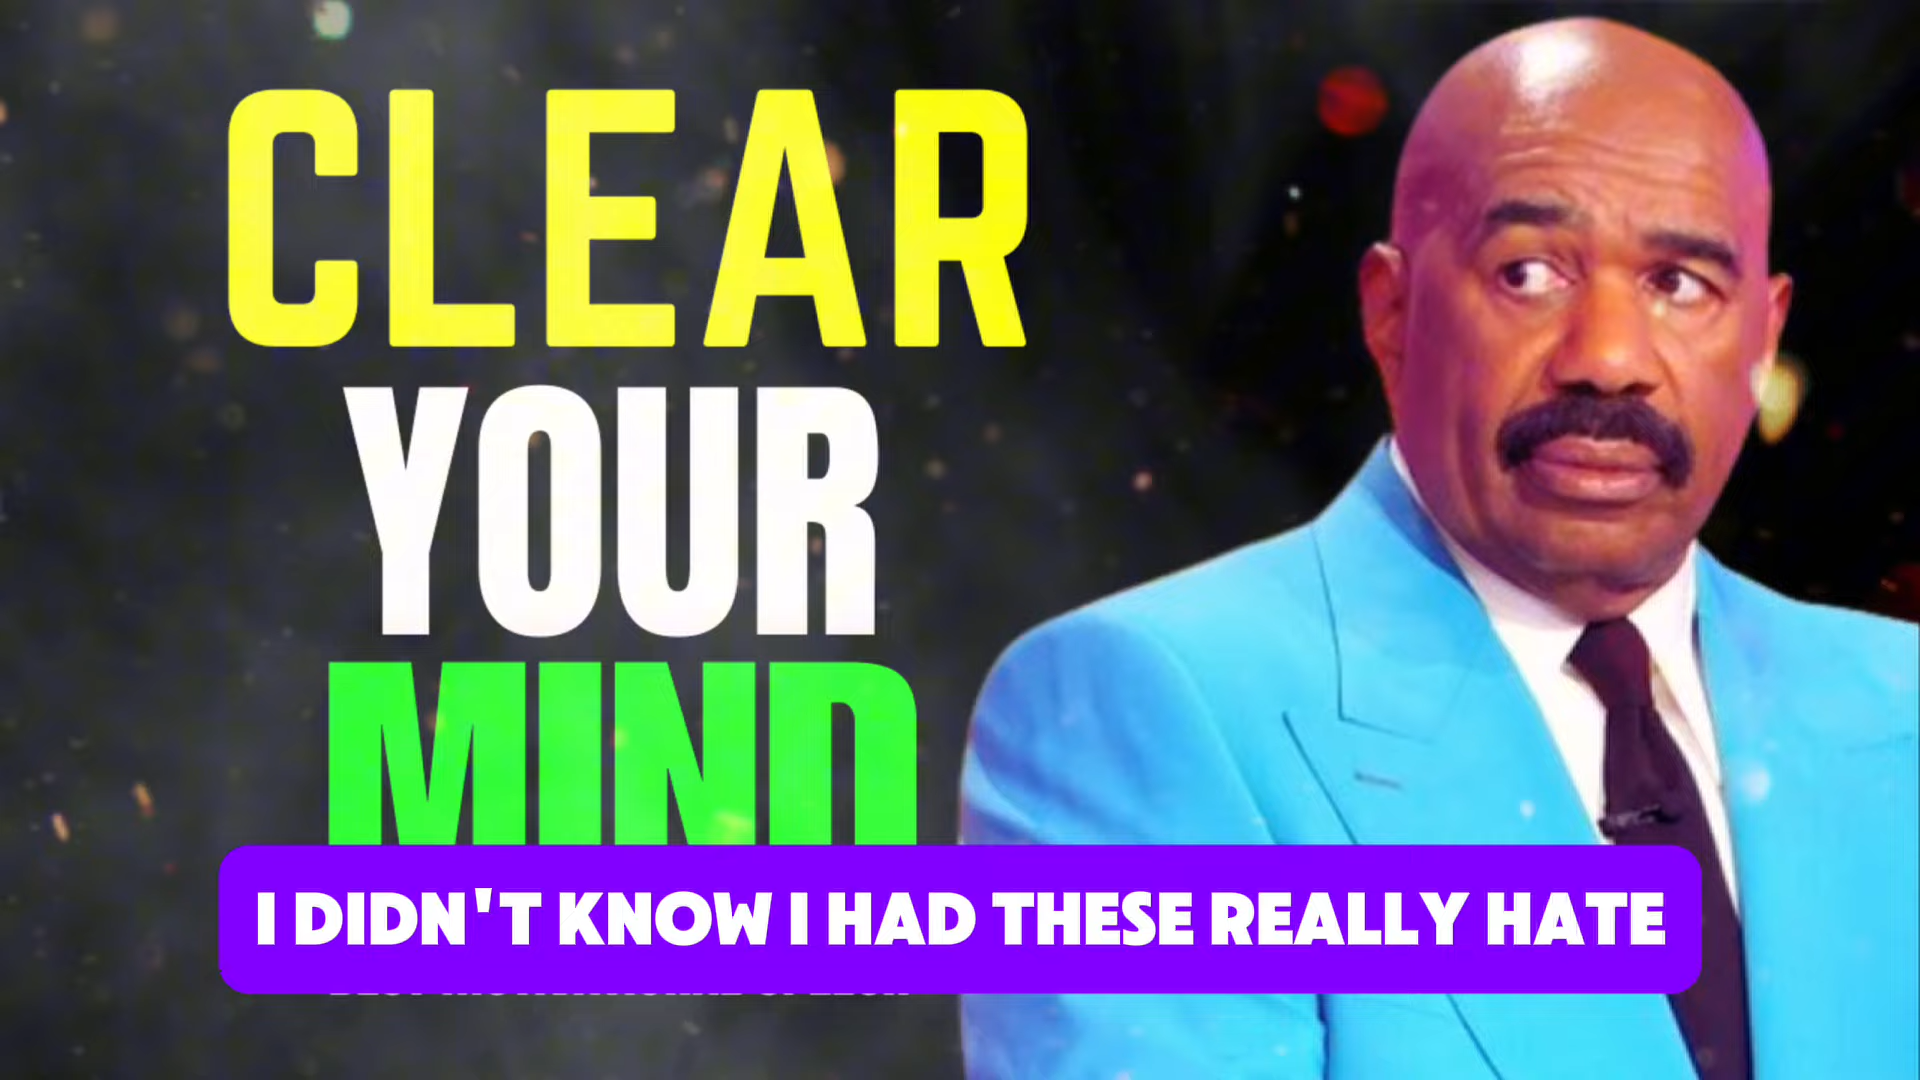 CLEAR
YOUR
MIND
I DIDN'T KNOW I HAD THESE REALLY HATE